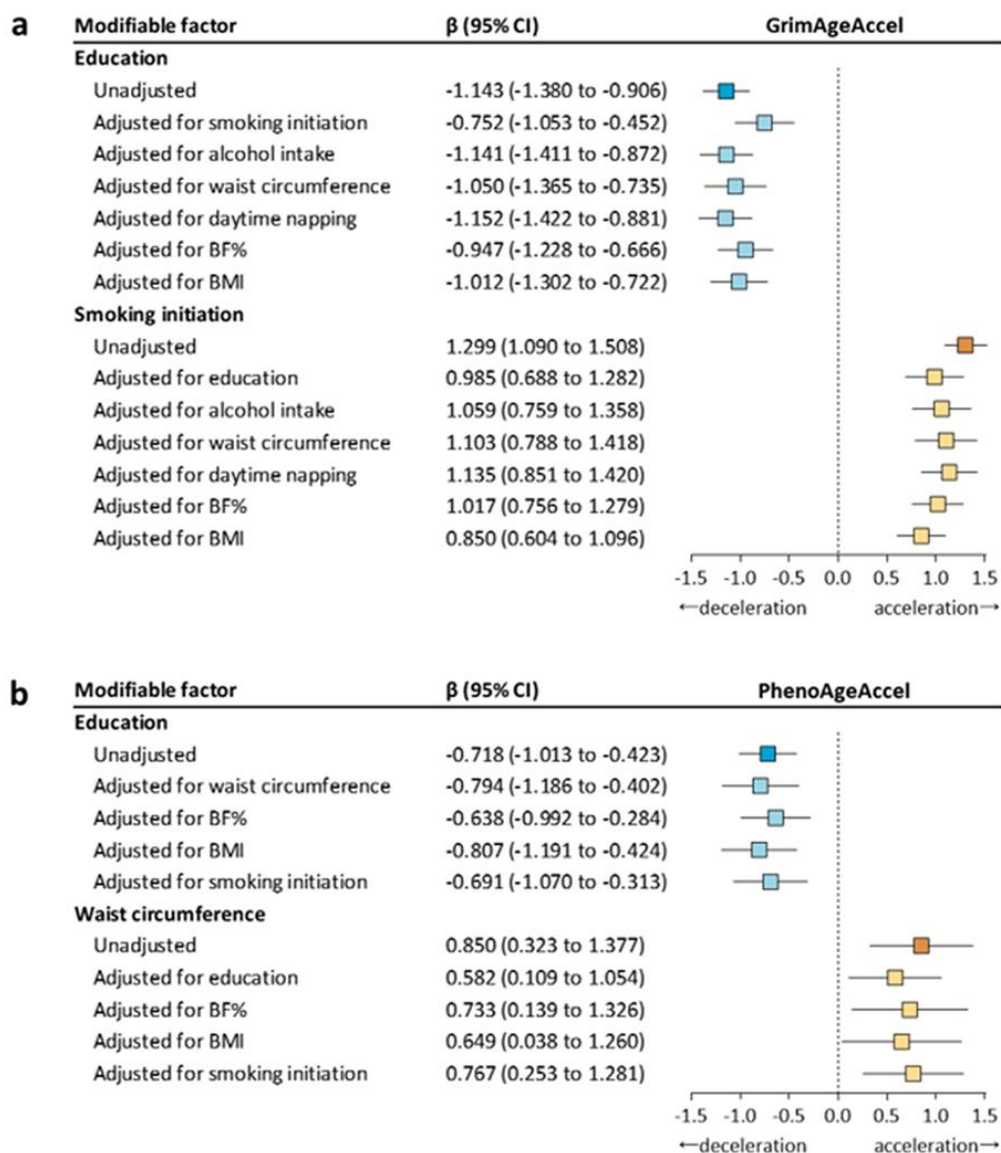 a
Modifiable factor β (95% CI) GrimAgeAccel
Education
Unadjusted -1.143 (-1.380 to -0.906)
Adjusted for smoking initiation -0.752 (-1.053 to -0.452)
Adjusted for alcohol intake -1.141 (-1.411 to -0.872)
Adjusted for waist circumference -1.050 (-1.365 to -0.735)
Adjusted for daytime napping -1.152 (-1.422 to -0.881)
Adjusted for BF% -0.947 (-1.228 to -0.666)
Adjusted for BMI -1.012 (-1.302 to -0.722)
Smoking initiation
Unadjusted 1.299 (1.090 to 1.508)
Adjusted for education 0.985 (0.688 to 1.282)
Adjusted for alcohol intake 1.059 (0.759 to 1.358)
Adjusted for waist circumference 1.103 (0.788 to 1.418)
Adjusted for daytime napping 1.135 (0.851 to 1.420)
Adjusted for BF% 1.017 (0.756 to 1.279)
Adjusted for BMI 0.850 (0.604 to 1.096)
-1.5 -1.0 -0.5 0.0 0.5 1.0 1.5
←deceleration acceleration→
b
Modifiable factor β (95% CI) PhenoAgeAccel
Education
Unadjusted -0.718 (-1.013 to -0.423)
Adjusted for waist circumference -0.794 (-1.186 to -0.402)
Adjusted for BF% -0.638 (-0.992 to -0.284)
Adjusted for BMI -0.807 (-1.191 to -0.424)
Adjusted for smoking initiation -0.691 (-1.070 to -0.313)
Waist circumference
Unadjusted 0.850 (0.323 to 1.377)
Adjusted for education 0.582 (0.109 to 1.054)
Adjusted for BF% 0.733 (0.139 to 1.326)
Adjusted for BMI 0.649 (0.038 to 1.260)
Adjusted for smoking initiation 0.767 (0.253 to 1.281)
-1.5 -1.0 -0.5 0.0 0.5 1.0 1.5
←deceleration acceleration→